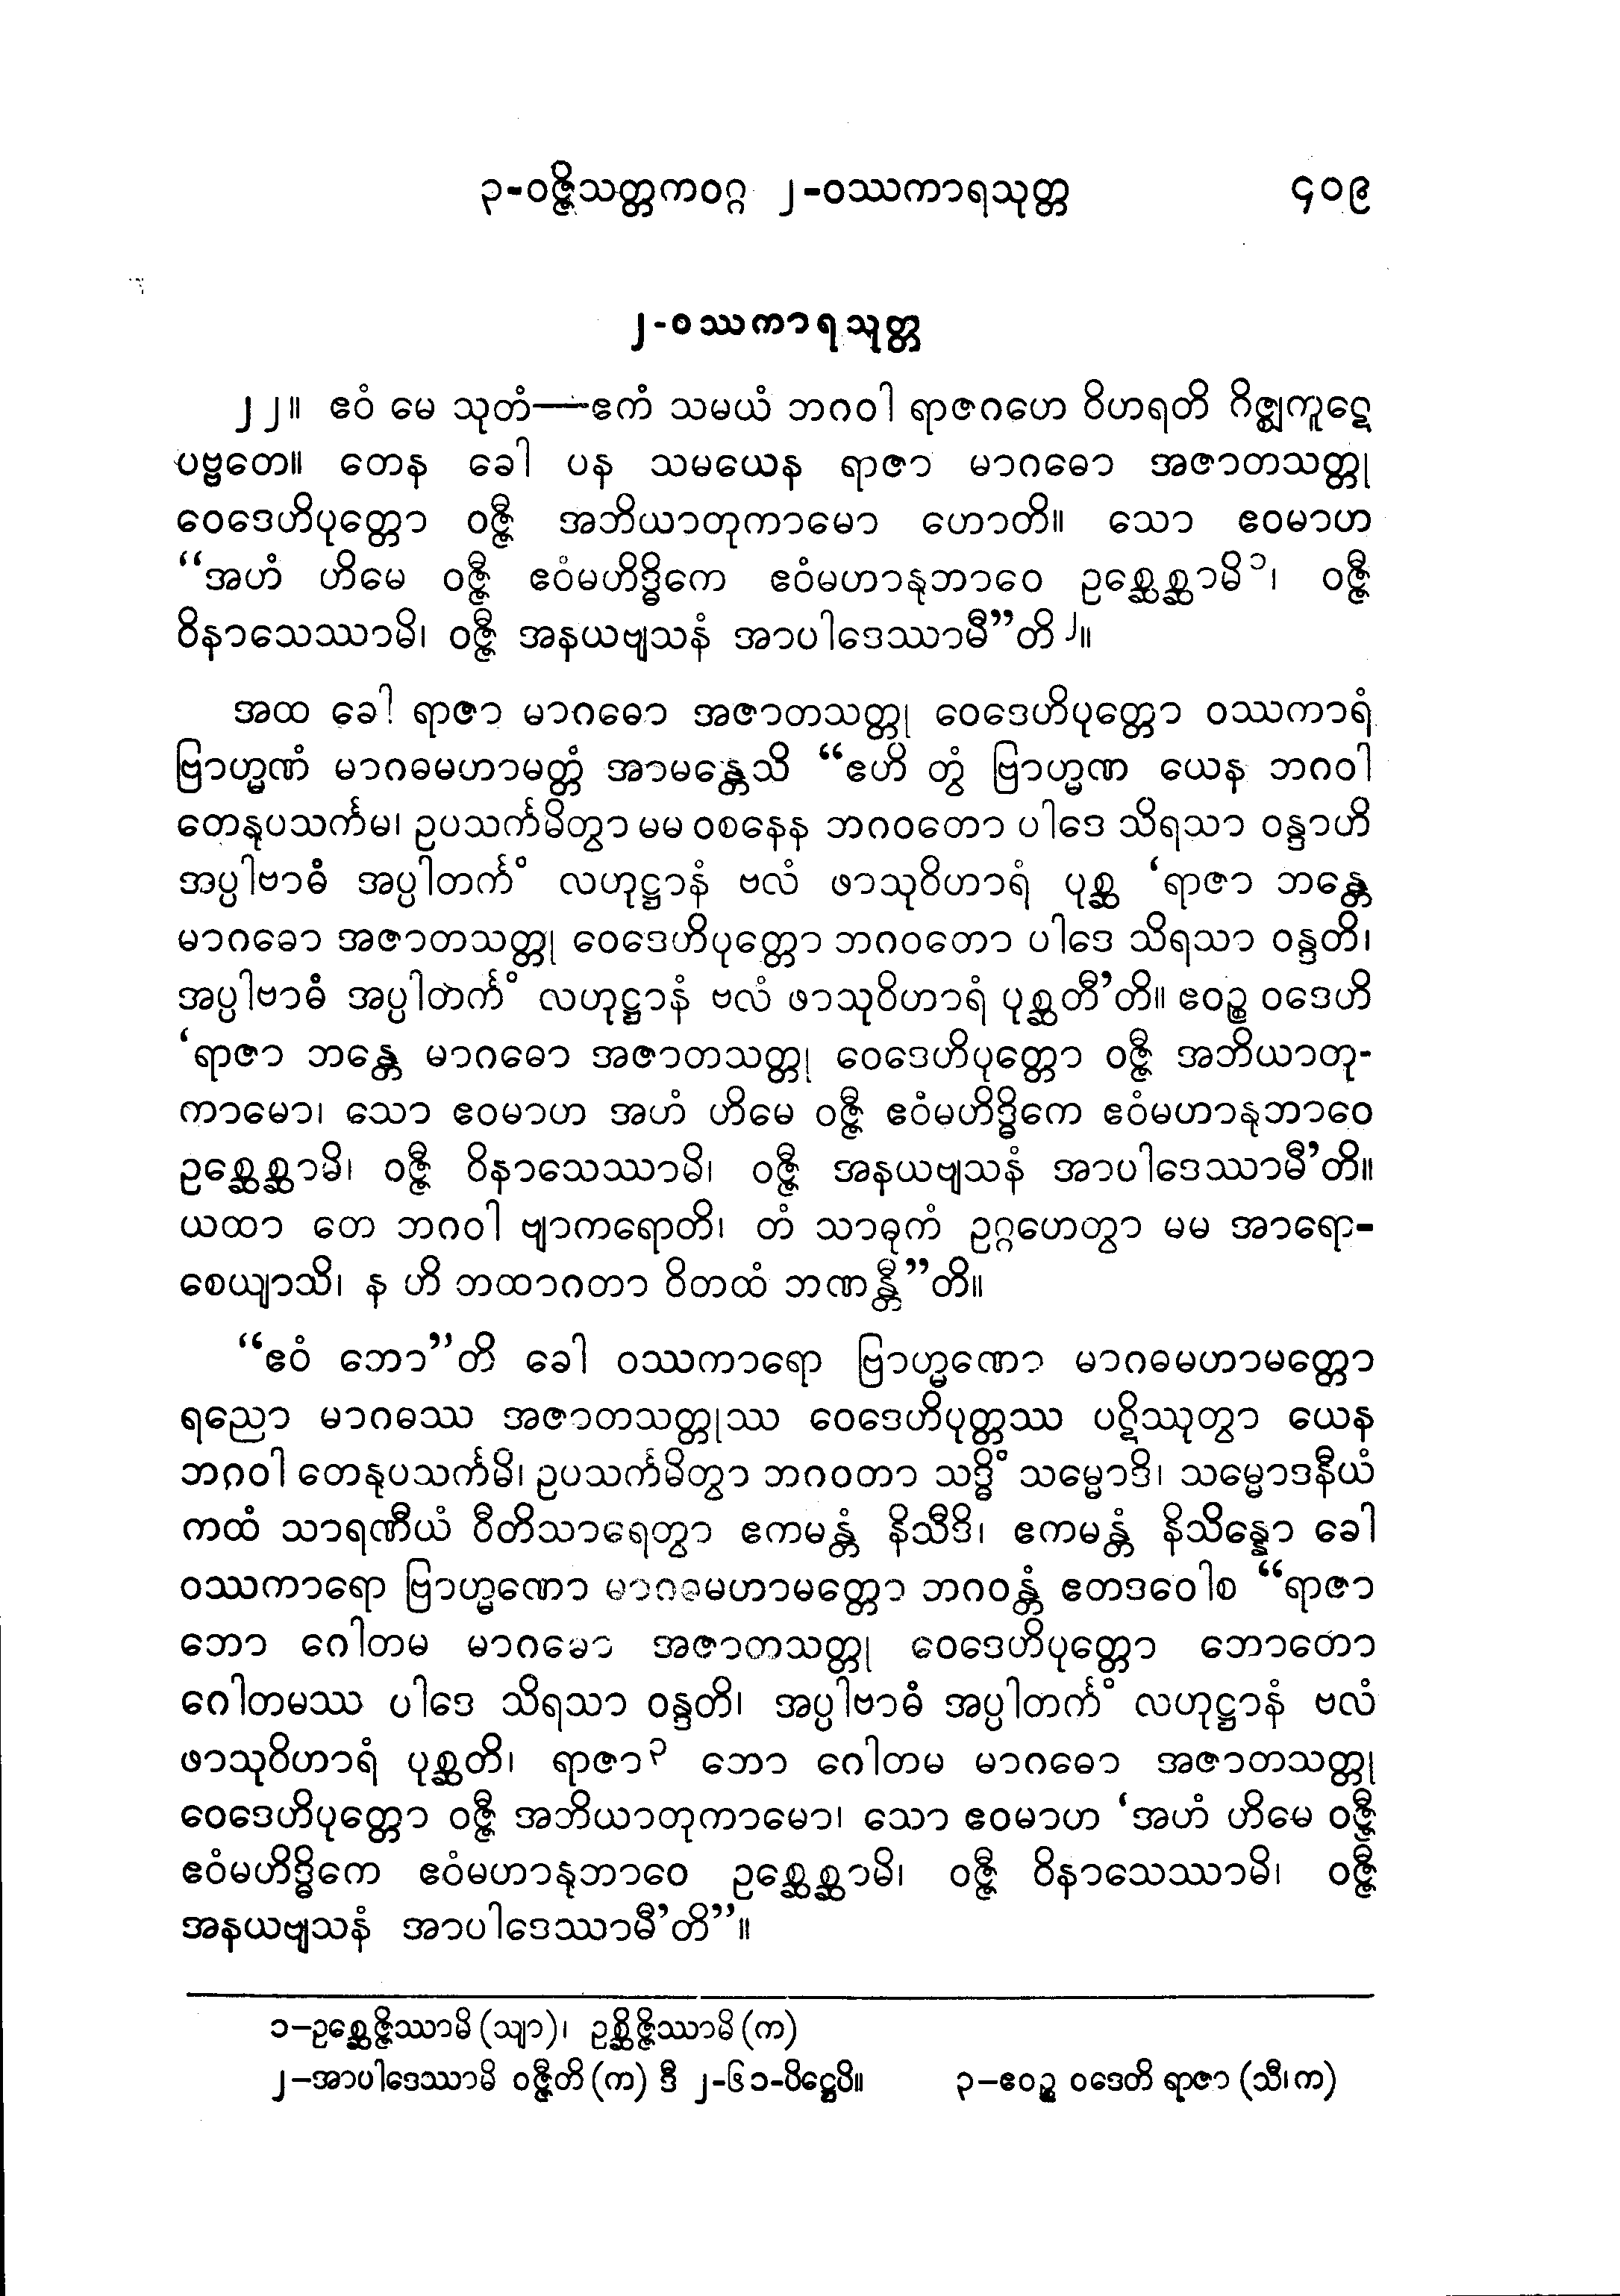 ၃-ဝဇ္ဇိသတ္တကဝဂ္ဂ ၂-ဝဿကာရသုတ္တ ၄၀၉
၂-ဝဿကာရသုတ္တ
၂၂။ ဧဝံ မေ သုတံ—ဧကံ သမယံ ဘဂဝါ ရာဇဂဟေ ဝိဟရတိ ဂိဇ္ဈကူဋေ
ပဗ္ဗတေ။ တေန ခေါ ပန သမယေန ရာဇာ မာဂဓော အဇာတသတ္တု
ဝေဒေဟိပုတ္တော ဝဇ္ဇီ အဘိယာတုကာမော ဟောတိ။ သော ဧဝမာဟ
“အဟံ ဟိမေ ဝဇ္ဇီ ဧဝံမဟိဒ္ဓိကေ ဧဝံမဟာနုဘာဝေ ဥစ္ဆေစ္ဆာမိ၁၊ ဝဇ္ဇီ
ဝိနာသေဿာမိ၊ ဝဇ္ဇီ အနယဗျသနံ အာပါဒေဿာမီ”တိ၂။
အထ ခေါ ရာဇာ မာဂဓော အဇာတသတ္တု ဝေဒေဟိပုတ္တော ဝဿကာရံ
ဗြာဟ္မဏံ မာဂဓမဟာမတ္တံ အာမန္တေသိ “ဧဟိ တွံ ဗြာဟ္မဏ ယေန ဘဂဝါ
တေနုပသင်္ကမ၊ ဥပသင်္ကမိတွာ မမ ဝစနေန ဘဂဝတော ပါဒေ သိရသာ ဝန္ဒာဟိ
အပ္ပါဗာဓံ အပ္ပါတင်္ကံ လဟုဋ္ဌာနံ ဗလံ ဖာသုဝိဟာရံ ပုစ္ဆ ‘ရာဇာ ဘန္တေ
မာဂဓော အဇာတသတ္တု ဝေဒေဟိပုတ္တော ဘဂဝတော ပါဒေ သိရသာ ဝန္ဒတိ၊
အပ္ပါဗာဓံ အပ္ပါတင်္ကံ လဟုဋ္ဌာနံ ဗလံ ဖာသုဝိဟာရံ ပုစ္ဆတီ’တိ။ ဧဝဉ္စ ဝဒေဟိ
‘ရာဇာ ဘန္တေ မာဂဓော အဇာတသတ္တု ဝေဒေဟိပုတ္တော ဝဇ္ဇီ အဘိယာတု-
ကာမော၊ သော ဧဝမာဟ အဟံ ဟိမေ ဝဇ္ဇီ ဧဝံမဟိဒ္ဓိကေ ဧဝံမဟာနုဘာဝေ
ဥစ္ဆေစ္ဆာမိ၊ ဝဇ္ဇီ ဝိနာသေဿာမိ၊ ဝဇ္ဇီ အနယဗျသနံ အာပါဒေဿာမီ’တိ။
ယထာ တေ ဘဂဝါ ဗျာကရောတိ၊ တံ သာဓုကံ ဥဂ္ဂဟေတွာ မမ အာရော-
စေယျာသိ၊ န ဟိ ဘထာဂတာ ဝိတထံ ဘဏန္တီ”တိ။
“ဧဝံ ဘော”တိ ခေါ ဝဿကာရော ဗြာဟ္မဏော မာဂဓမဟာမတ္တော
ရညော မာဂဓဿ အဇာတသတ္တုဿ ဝေဒေဟိပုတ္တဿ ပဋိဿုတွာ ယေန
ဘဂဝါ တေနုပသင်္ကမိ၊ ဥပသင်္ကမိတွာ ဘဂဝတာ သဒ္ဓိံ သမ္မောဒိ၊ သမ္မောဒနီယံ
ကထံ သာရဏီယံ ဝီတိသာရေတွာ ဧကမန္တံ နိသီဒိ၊ ဧကမန္တံ နိသိန္နော ခေါ
ဝဿကာရော ဗြာဟ္မဏော မာဂဓမဟာမတ္တော ဘဂဝန္တံ ဧတဒဝေါစ “ရာဇာ
ဘော ဂေါတမ မာဂဓော အဇာတသတ္တု ဝေဒေဟိပုတ္တော ဘောတော
ဂေါတမဿ ပါဒေ သိရသာ ဝန္ဒတိ၊ အပ္ပါဗာဓံ အပ္ပါတင်္ကံ လဟုဋ္ဌာနံ ဗလံ
ဖာသုဝိဟာရံ ပုစ္ဆတိ၊ ရာဇာ၃ ဘော ဂေါတမ မာဂဓော အဇာတသတ္တု
ဝေဒေဟိပုတ္တော ဝဇ္ဇီ အဘိယာတုကာမော၊ သော ဧဝမာဟ ‘အဟံ ဟိမေ ဝဇ္ဇီ
ဧဝံမဟိဒ္ဓိကေ ဧဝံမဟာနုဘာဝေ ဥစ္ဆေစ္ဆာမိ၊ ဝဇ္ဇီ ဝိနာသေဿာမိ၊ ဝဇ္ဇီ
အနယဗျသနံ အာပါဒေဿာမီ’တိ”။
၁–ဥစ္ဆေဇ္ဇိဿာမိ (သျာ)၊ ဥစ္ဆိဇ္ဇိဿာမိ (က)
၂–အာပါဒေဿာမိ ဝဇ္ဇီတိ (က) ဒီ ၂-၆၁-ပိဋ္ဌေပိ။ ၃–ဧဝဉ္စ ဝဒေတိ ရာဇာ (သီ၊ က)